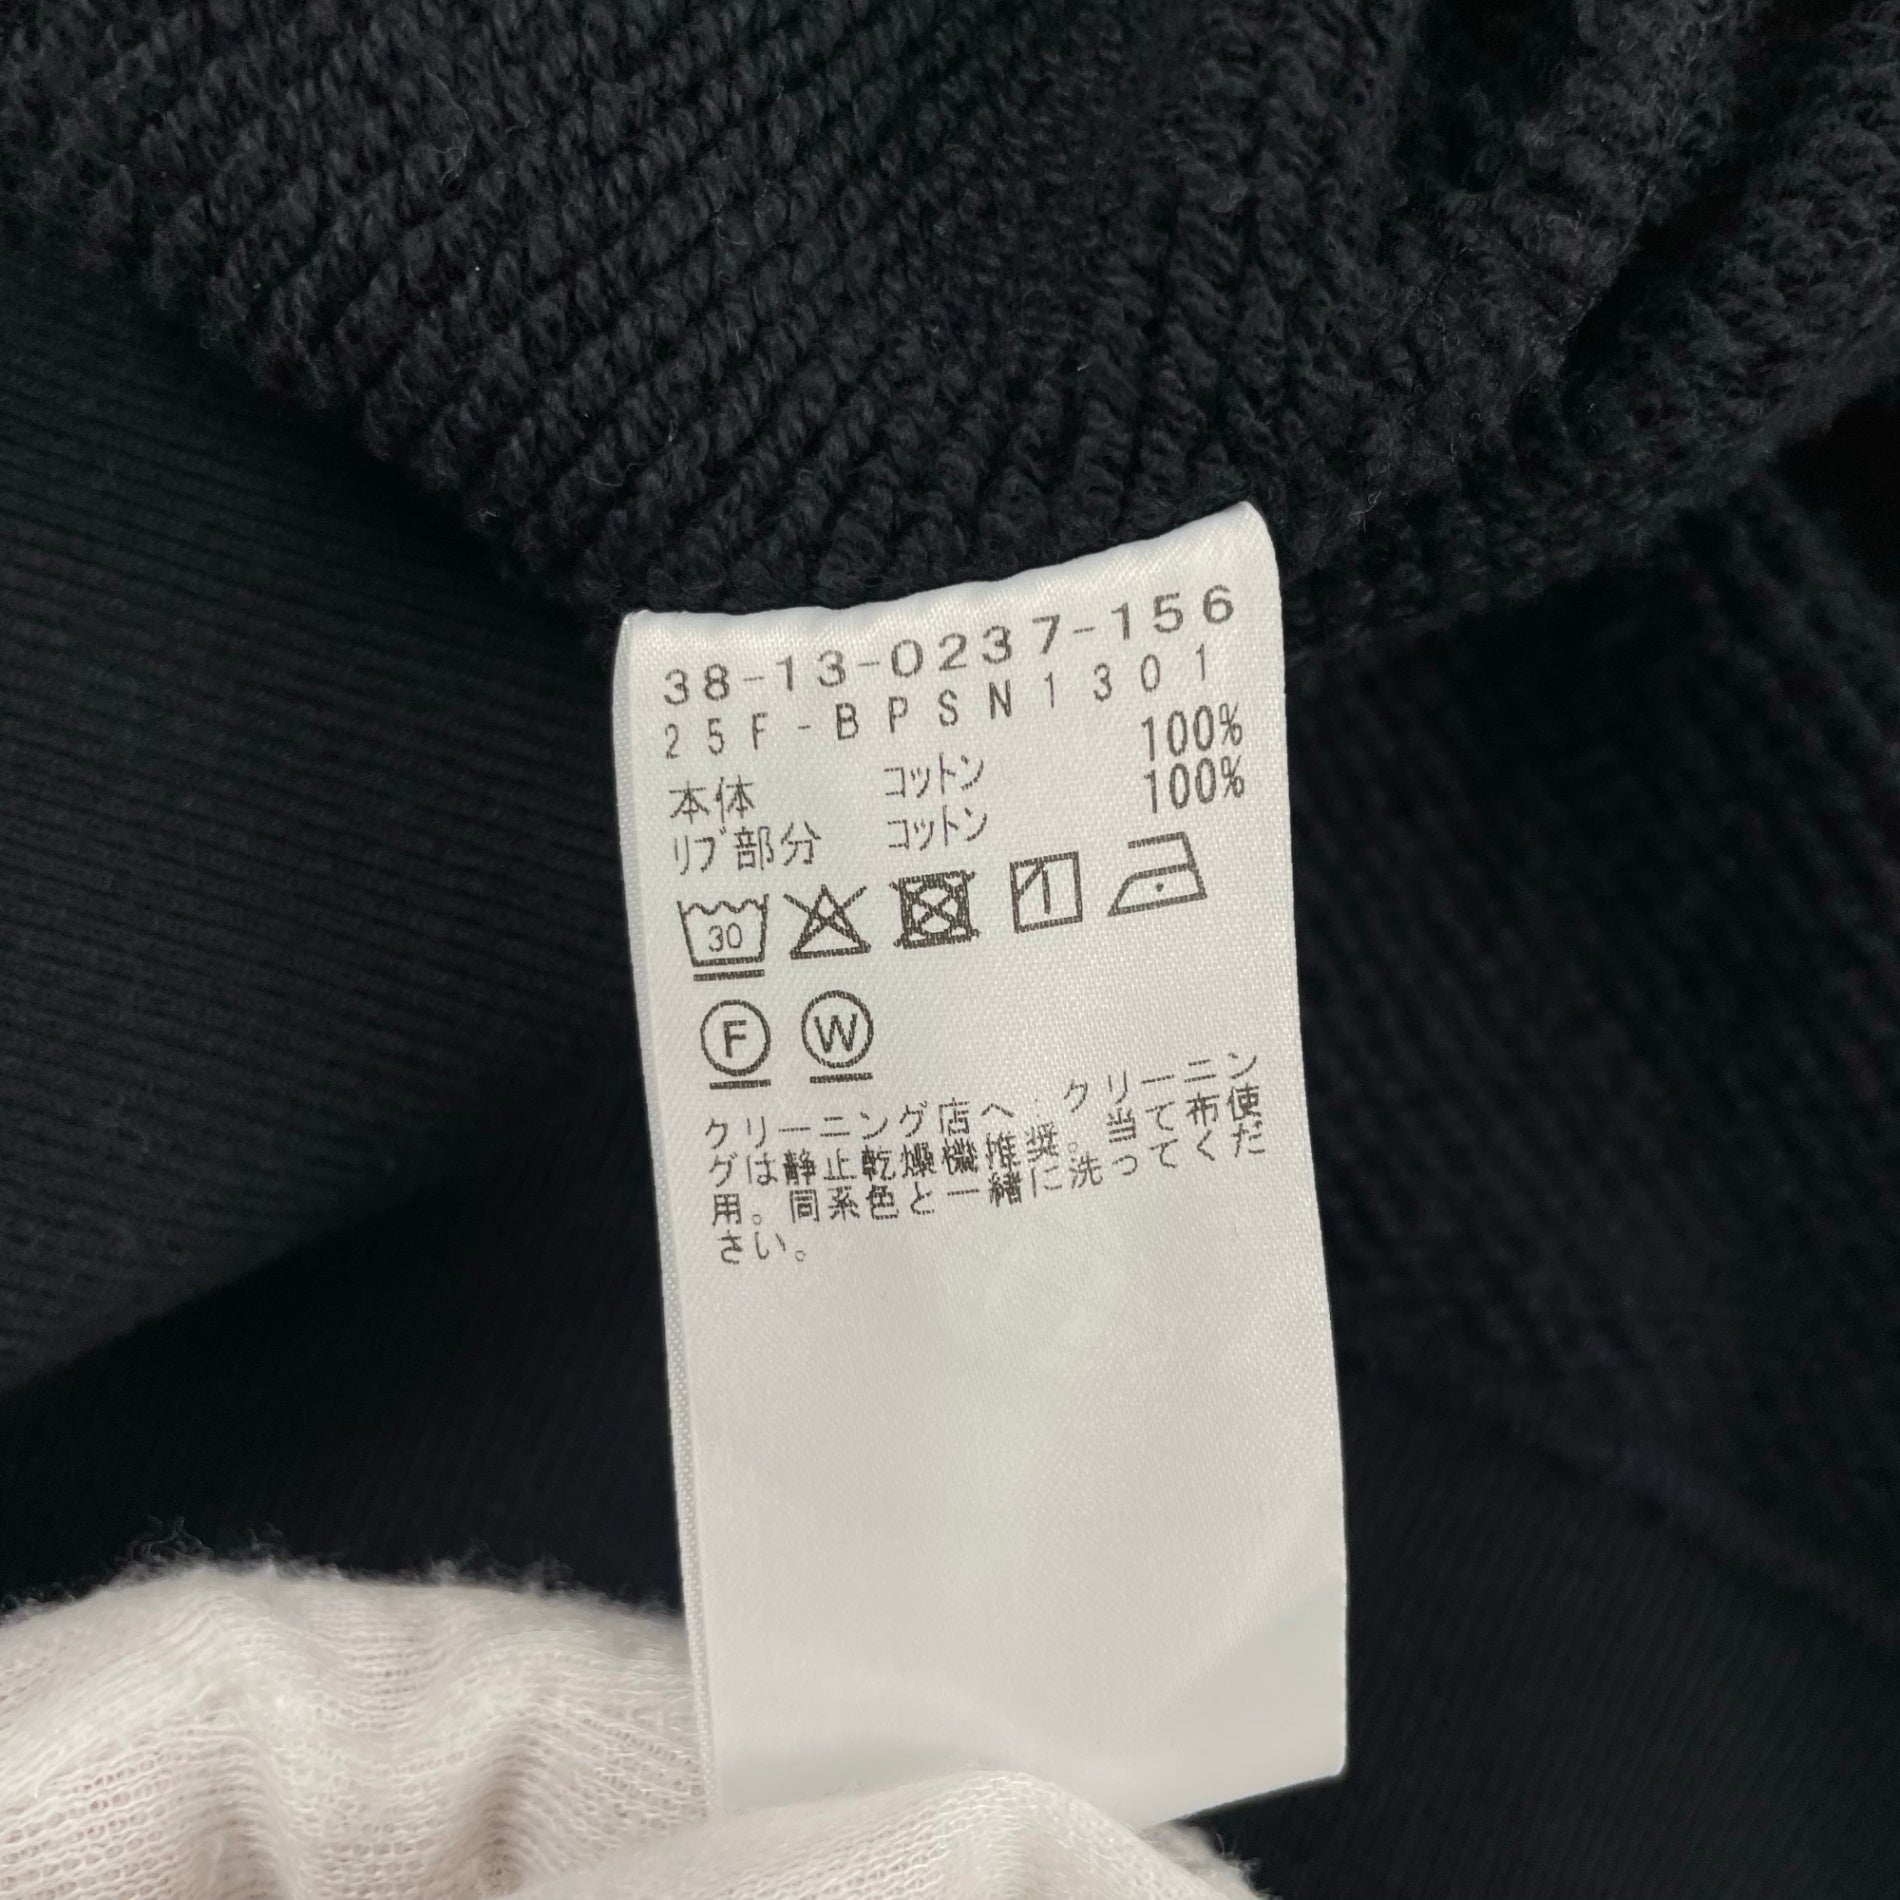 38-13-0237-156
25F-BPSN1301
本体 コットン 100%
リブ部分 コットン 100%
30
F W
クリーニング店へ クリーニン
グは静止乾燥機推奨。当て布使
用。同系色と一緒に洗ってくだ
さい。